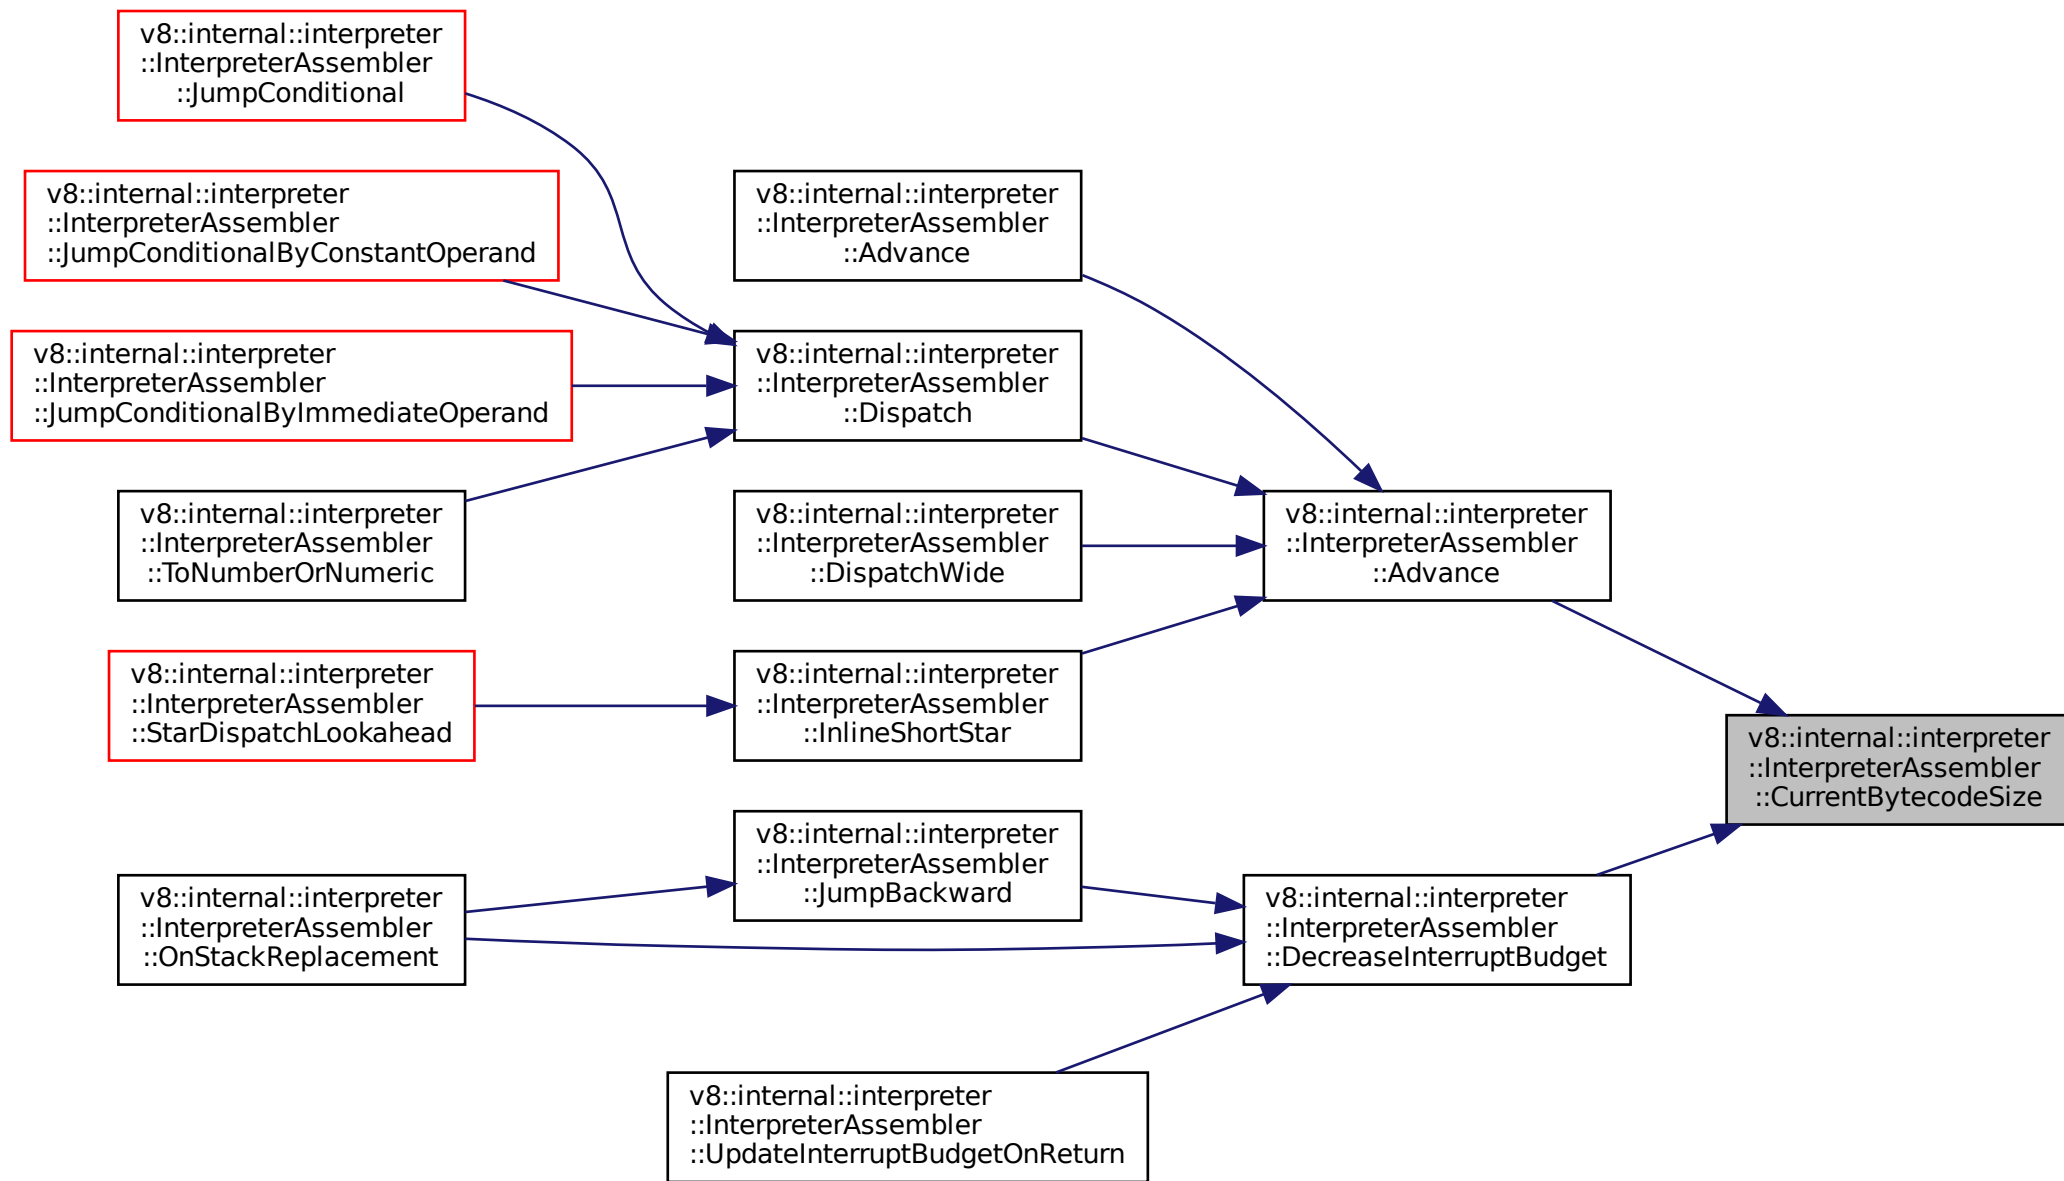 v8::internal::interpreter
::InterpreterAssembler
::JumpConditional
v8::internal::interpreter
::InterpreterAssembler
::JumpConditionalByConstantOperand
v8::internal::interpreter
::InterpreterAssembler
::JumpConditionalByImmediateOperand
v8::internal::interpreter
::InterpreterAssembler
::ToNumberOrNumeric
v8::internal::interpreter
::InterpreterAssembler
::StarDispatchLookahead
v8::internal::interpreter
::InterpreterAssembler
::OnStackReplacement
v8::internal::interpreter
::InterpreterAssembler
::Advance
v8::internal::interpreter
::InterpreterAssembler
::Dispatch
v8::internal::interpreter
::InterpreterAssembler
::DispatchWide
v8::internal::interpreter
::InterpreterAssembler
::InlineShortStar
v8::internal::interpreter
::InterpreterAssembler
::JumpBackward
v8::internal::interpreter
::InterpreterAssembler
::UpdateInterruptBudgetOnReturn
v8::internal::interpreter
::InterpreterAssembler
::Advance
v8::internal::interpreter
::InterpreterAssembler
::DecreaseInterruptBudget
v8::internal::interpreter
::InterpreterAssembler
::CurrentBytecodeSize